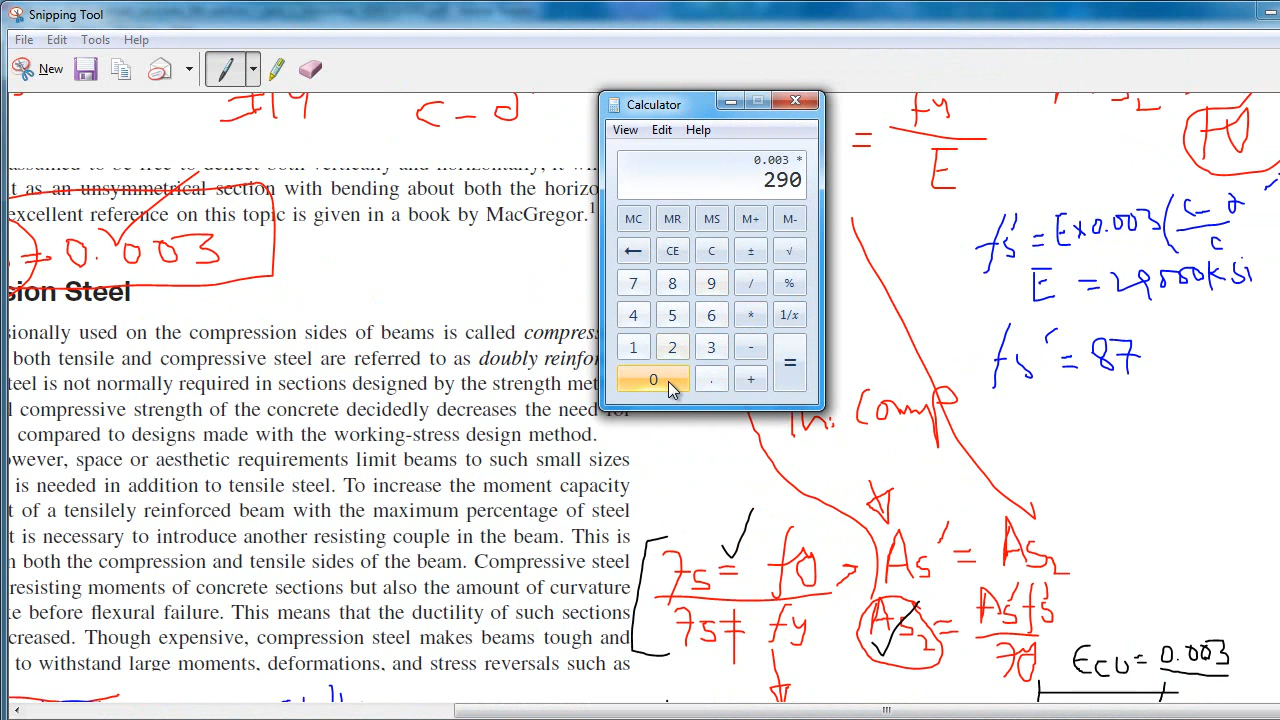 Snipping Tool
File Edit Tools Help
New
c - d
= fy / E
assumed to be free to deflect both vertically and horizontally, it wi
it as an unsymmetrical section with bending about both the horizo
excellent reference on this topic is given in a book by MacGregor.1
= 0.003
sion Steel
sionally used on the compression sides of beams is called compress
both tensile and compressive steel are referred to as doubly reinfor
teel is not normally required in sections designed by the strength met
l compressive strength of the concrete decidedly decreases the need for
compared to designs made with the working-stress design method.
owever, space or aesthetic requirements limit beams to such small sizes
is needed in addition to tensile steel. To increase the moment capacity
t of a tensilely reinforced beam with the maximum percentage of steel
t is necessary to introduce another resisting couple in the beam. This is
n both the compression and tensile sides of the beam. Compressive steel
resisting moments of concrete sections but also the amount of curvature
ke before flexural failure. This means that the ductility of such sections
creased. Though expensive, compression steel makes beams tough and
to withstand large moments, deformations, and stress reversals such as
Calculator
View Edit Help
0.003 *
290
MC MR MS M+ M-
← CE C ± √
7 8 9 / %
4 5 6 * 1/x
1 2 3 - =
0 . +
fs' = E×0.003 (c-d / c
E = 29000ksi
fs' = 87
Comp
fy > As' = As2
fy As2 = As'fs'
εcu = 0.003